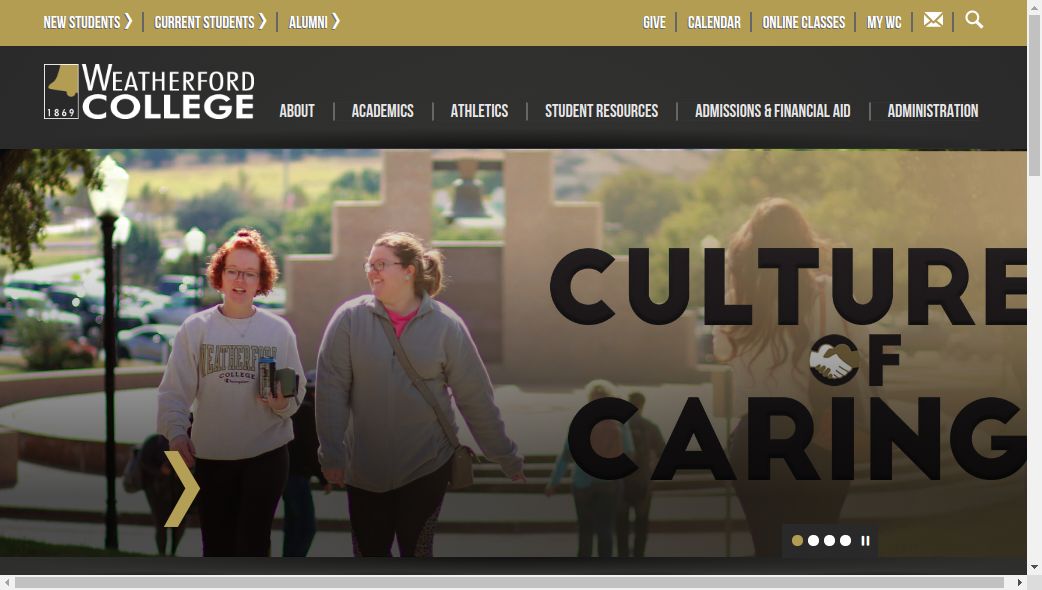 NEW STUDENTS CURRENT STUDENTS ALUMNI GIVE CALENDAR ONLINE CLASSES MY WC
WEATHERFORD
COLLEGE
1869
ABOUT ACADEMICS ATHLETICS STUDENT RESOURCES ADMISSIONS & FINANCIAL AID ADMINISTRATION
CULTURE
OF
CARING
WEATHERFORD
COLLEGE
Champion